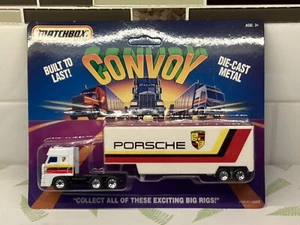 MATCHBOX
AGE 3+
CONVOY
BUILT TO
LAST!
DIE-CAST
METAL
PORSCHE
"COLLECT ALL OF THESE EXCITING BIG RIGS!"